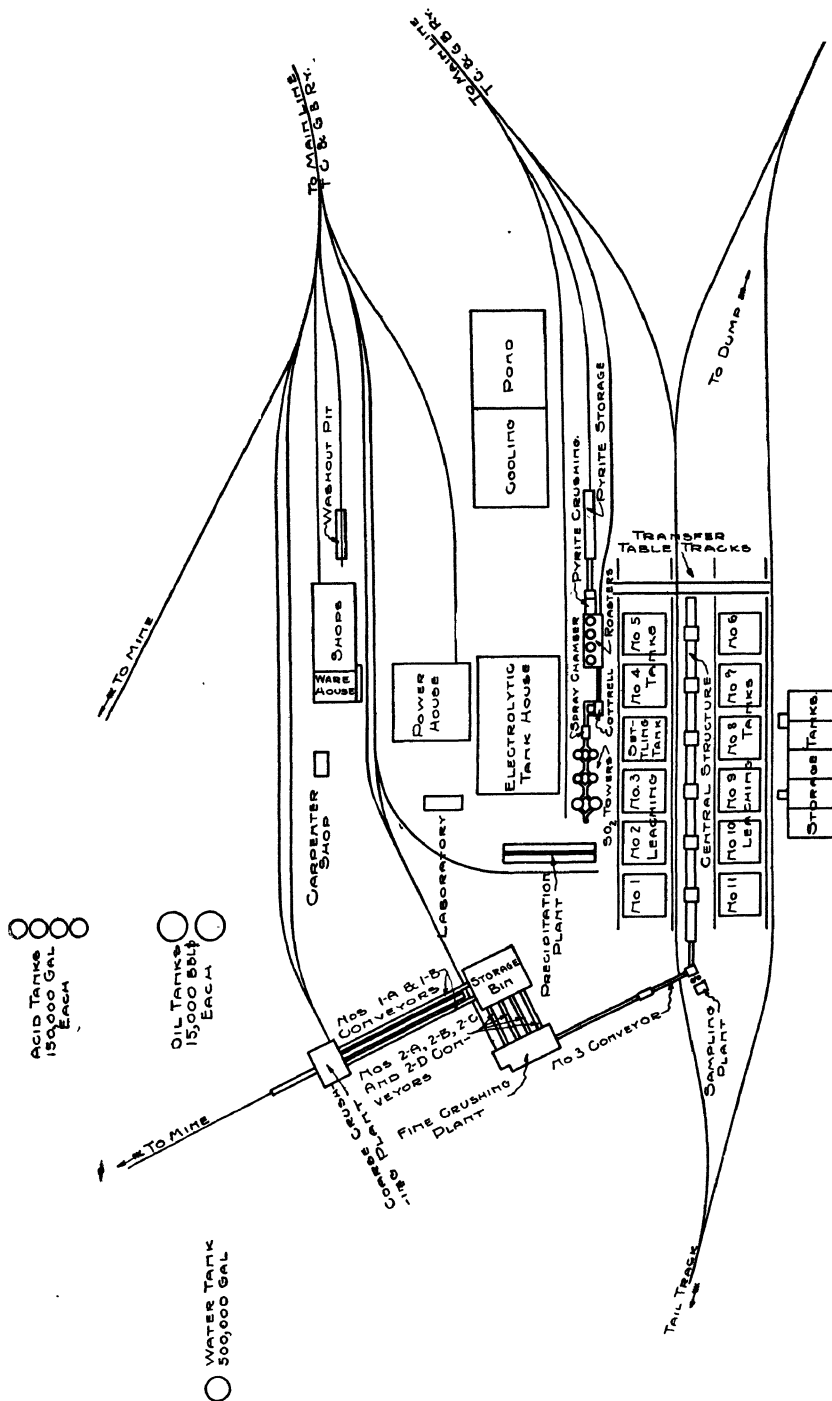 TO MAIN LINE
T C & G B RY.
TO MAIN LINE
T. C. & G B RY.
TO MINE
WASHOUT PIT
SHOPS
WARE
HOUSE
CARPENTER
SHOP
ACID TANKS
150,000 GAL
EACH
OIL TANKS
15,000 BBLS
EACH
WATER TANK
500,000 GAL
TO MINE
COARSE CRUSH
-ING PLANT
NOS 1-A & 1-B
CONVEYORS
NOS 2-A, 2-B, 2-C
AND 2-D CON-
VEYORS
STORAGE
BIN
FINE CRUSHING
PLANT
NO 3 CONVEYOR
SAMPLING
PLANT
TAIL TRACK
LABORATORY
POWER
HOUSE
ELECTROLYTIC
TANK HOUSE
COOLING POND
PRECIPITATION
PLANT
SO2 TOWERS
SPRAY CHAMBER
COTTRELL
ROASTERS
PYRITE CRUSHING
PYRITE STORAGE
TRANSFER
TABLE TRACKS
TO DUMP
NO 1
NO 2
NO. 3
SET-
TLING
TANK
NO 4
NO 5
LEACHING TANKS
CENTRAL STRUCTURE
NO 11
NO 10
NO 9
NO 8
NO 7
NO 6
LEACHING TANKS
STORAGE TANKS